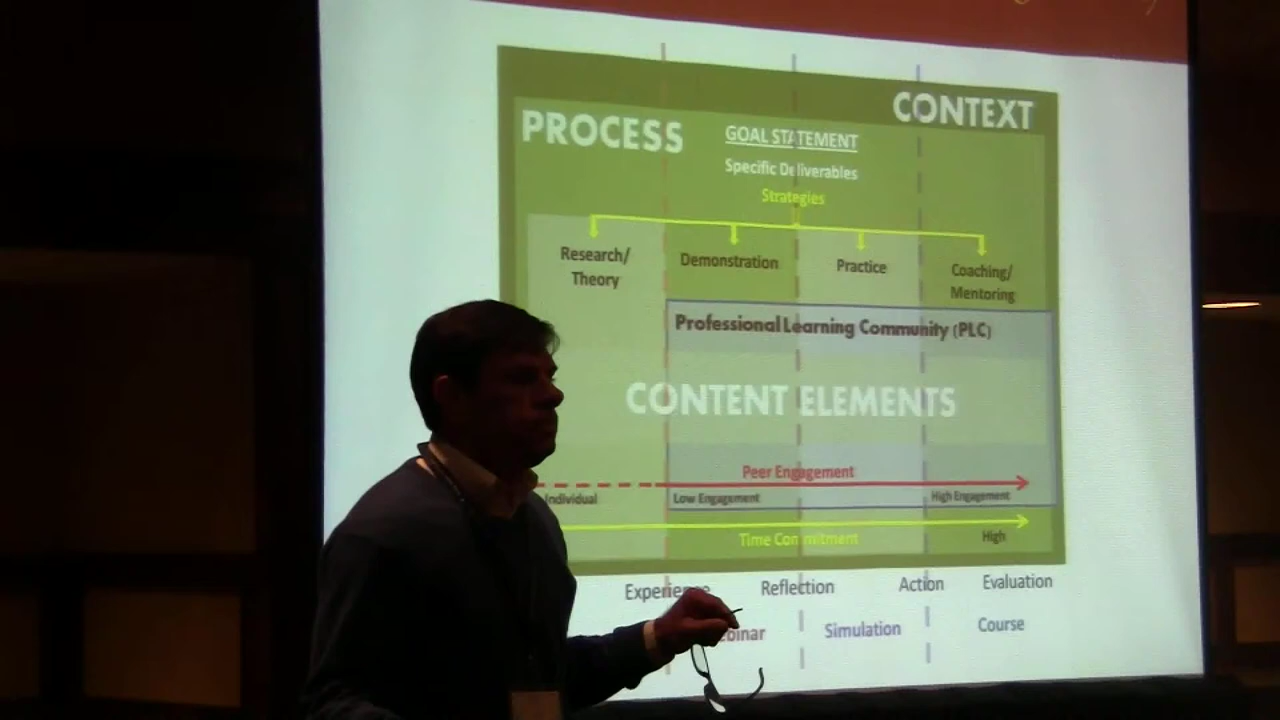 CONTEXT
PROCESS
GOAL STATEMENT
Specific Deliverables
Strategies
Research/
Theory
Demonstration
Practice
Coaching/
Mentoring
Professional Learning Community (PLC)
CONTENT ELEMENTS
Peer Engagement
Individual
Low Engagement
High Engagement
Time Commitment
High
Experience
Reflection
Action
Evaluation
Simulation
Course